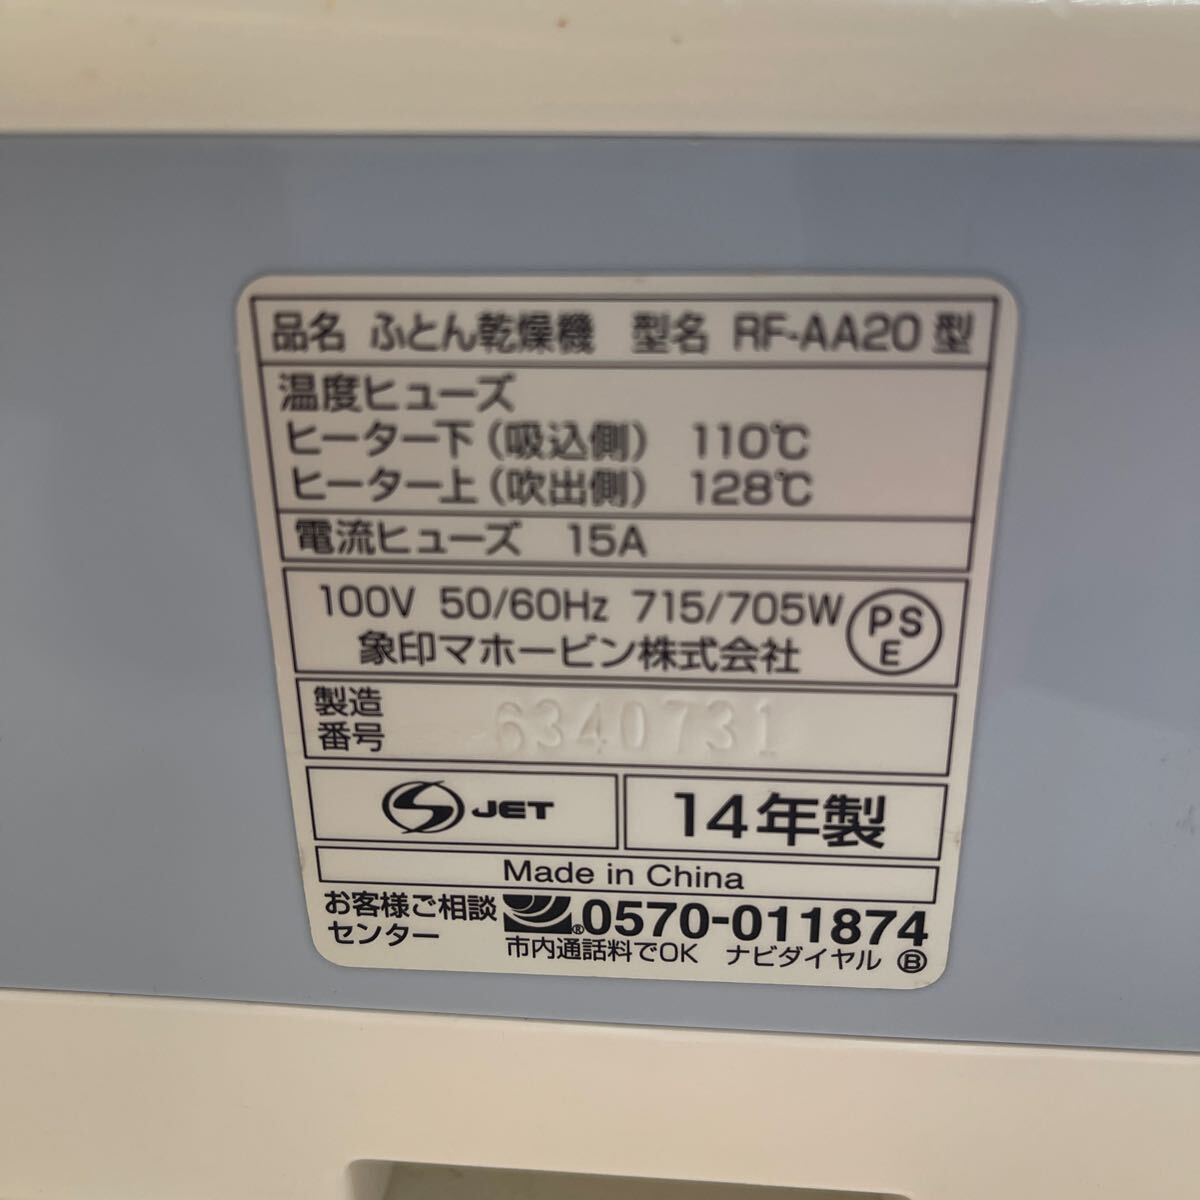 品名 ふとん乾燥機 型名 RF-AA20 型
温度ヒューズ
ヒーター下(吸込側) 110℃
ヒーター上(吹出側) 128℃
電流ヒューズ 15A
100V 50/60Hz 715/705W
象印マホービン株式会社
PSE
製造番号 6340731
JET
14年製
Made in China
お客様ご相談
センター
®0570-011874
市内通話料でOK ナビダイヤル Ⓑ